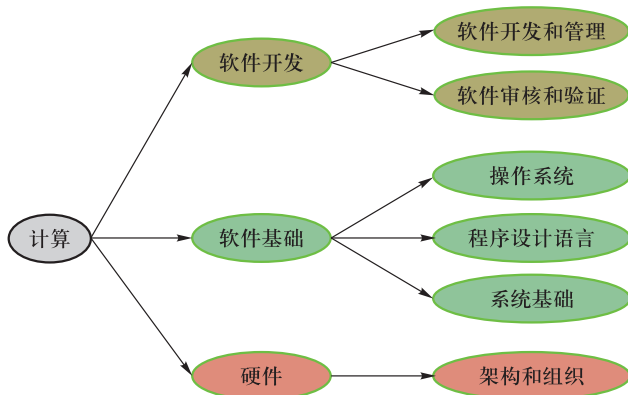 计算
软件开发
软件开发和管理
软件审核和验证
软件基础
操作系统
程序设计语言
系统基础
硬件
架构和组织